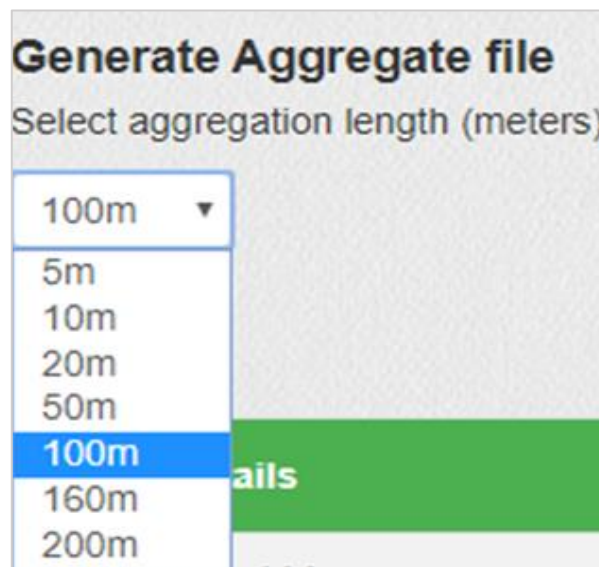 Generate Aggregate file
Select aggregation length (meters)
100m
5m
10m
20m
50m
100m
ails
160m
200m